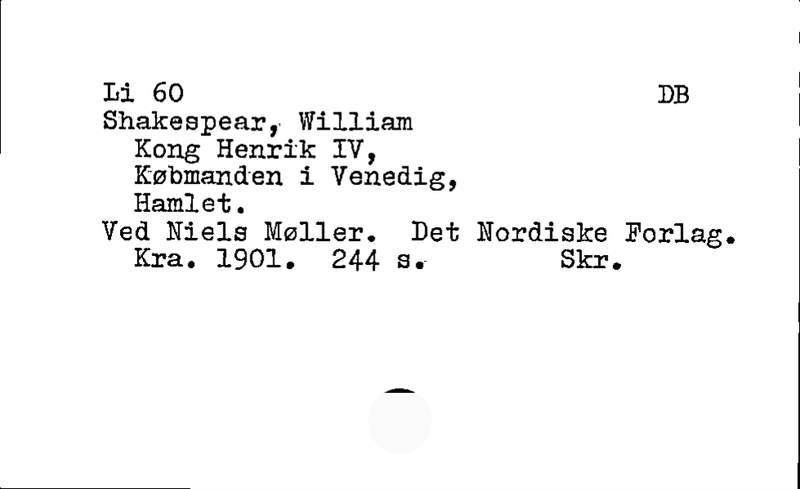 Li 60 DB
Shakespear, William
Kong Henrik IV,
Købmanden i Venedig,
Hamlet.
Ved Niels Møller. Det Nordiske Forlag.
Kra. 1901. 244 s. Skr.